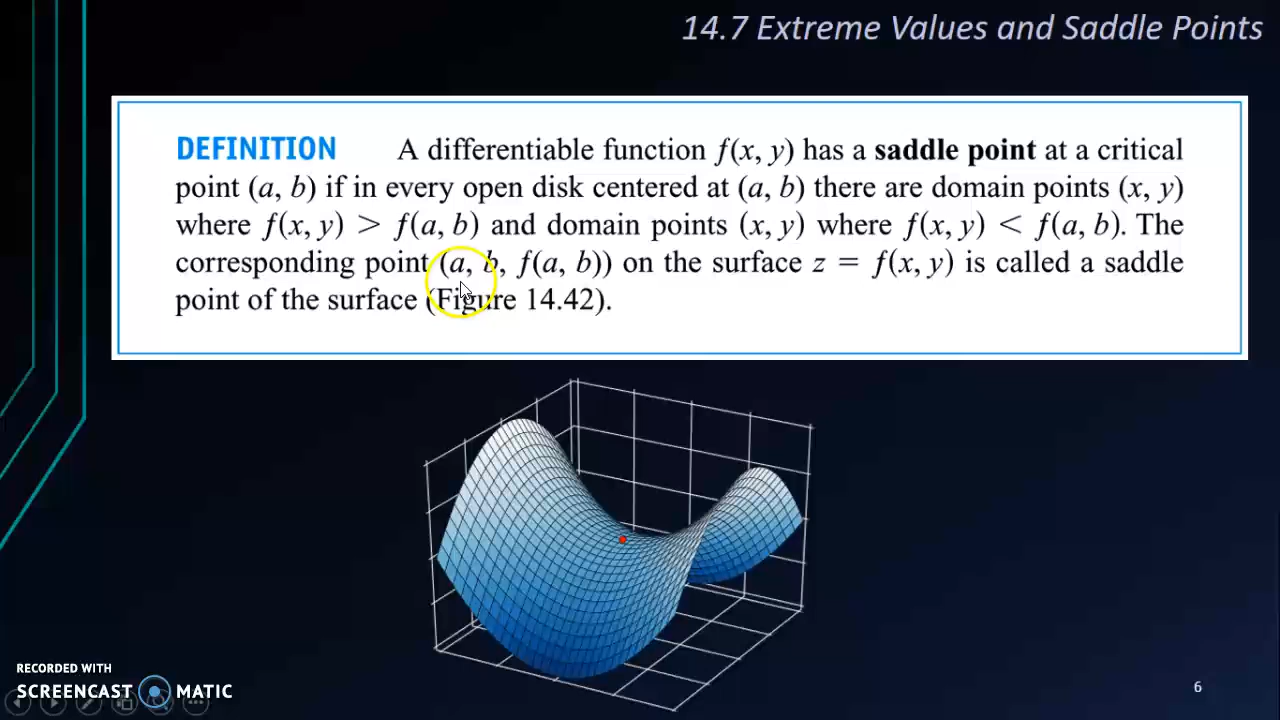 14.7 Extreme Values and Saddle Points
DEFINITION A differentiable function f(x, y) has a saddle point at a critical
point (a, b) if in every open disk centered at (a, b) there are domain points (x, y)
where f(x, y) > f(a, b) and domain points (x, y) where f(x, y) < f(a, b). The
corresponding point (a, b, f(a, b)) on the surface z = f(x, y) is called a saddle
point of the surface (Figure 14.42).
RECORDED WITH
SCREENCAST MATIC
6